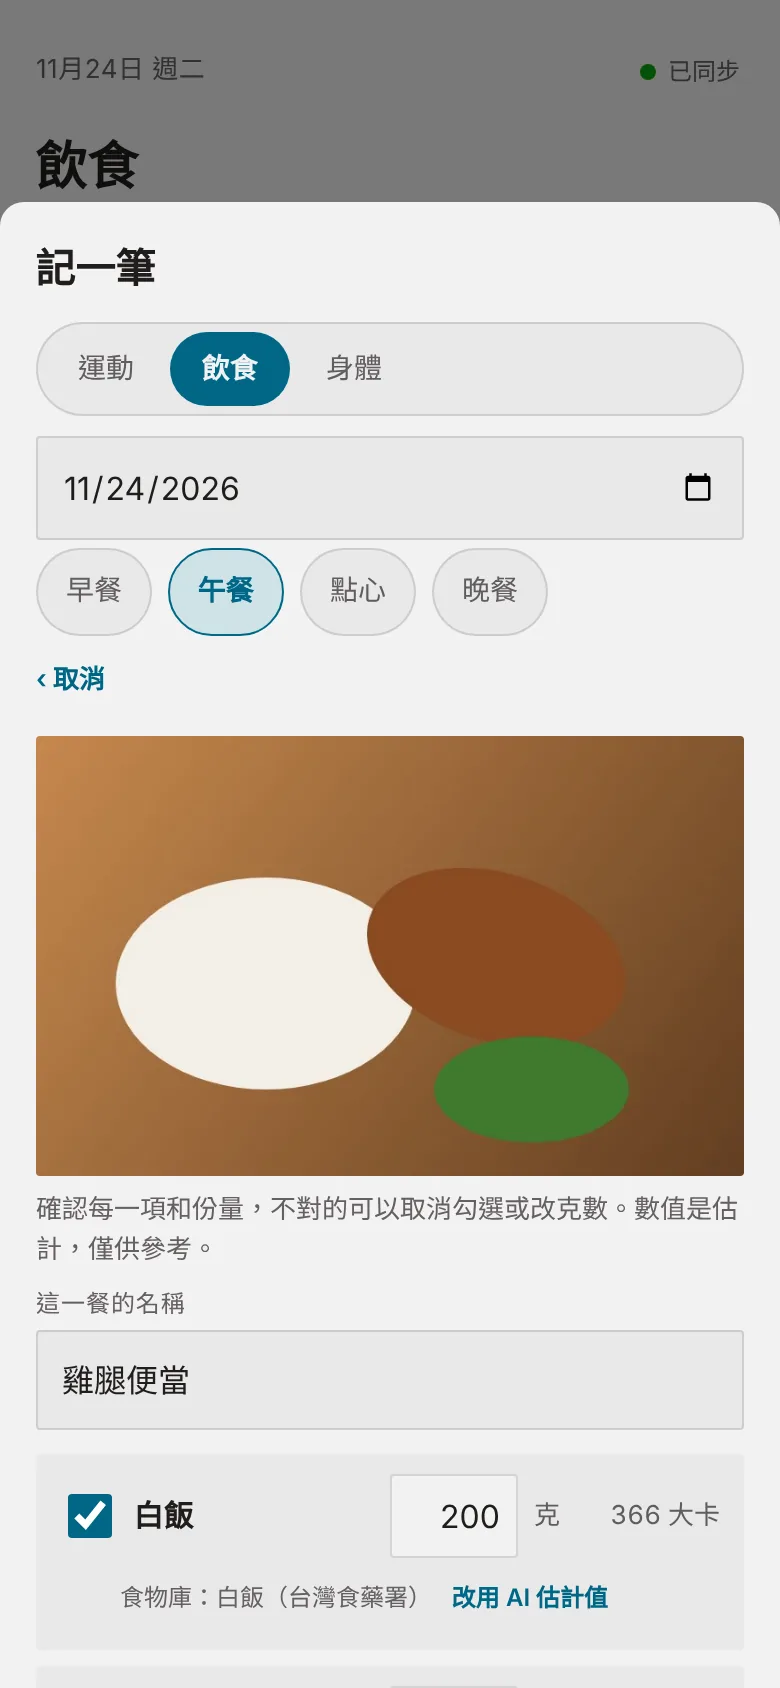 11月24日 週二
已同步
飲食
記一筆
運動 飲食 身體
11/24/2026
早餐 午餐 點心 晚餐
‹ 取消
確認每一項和份量，不對的可以取消勾選或改克數。數值是估
計，僅供參考。
這一餐的名稱
雞腿便當
白飯 200 克 366 大卡
食物庫：白飯（台灣食藥署） 改用 AI 估計值